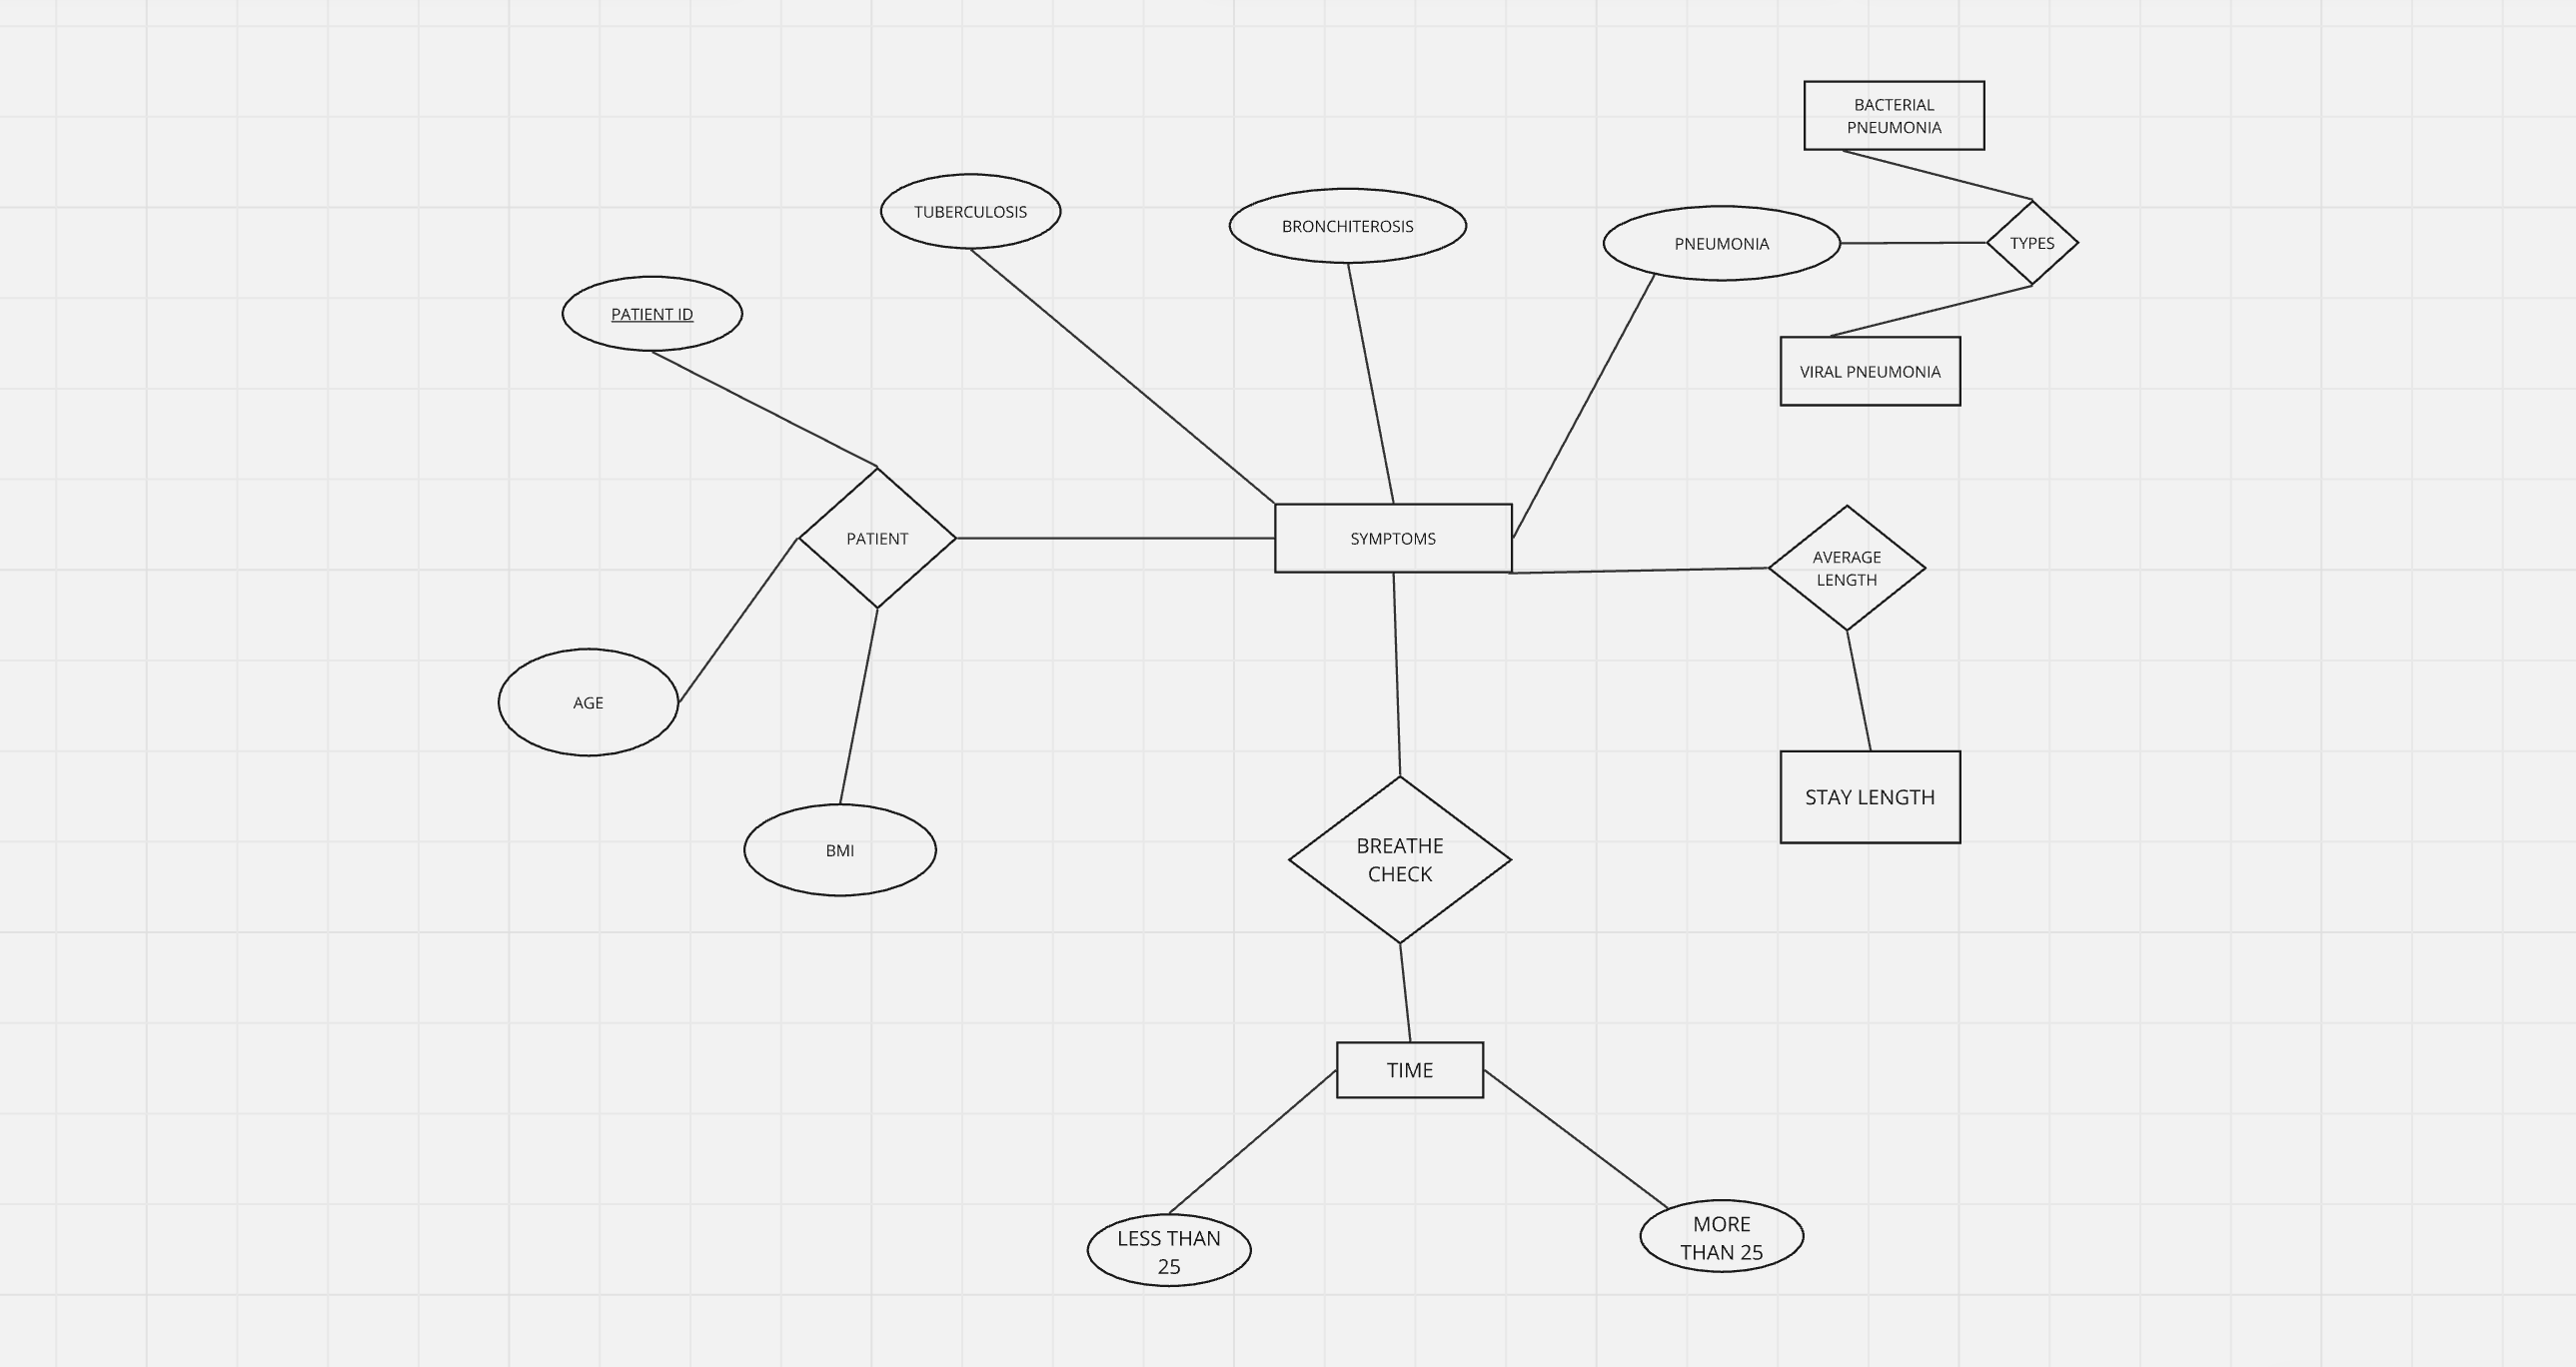 BACTERIAL
PNEUMONIA
TUBERCULOSIS
BRONCHITEROSIS
PNEUMONIA
TYPES
PATIENT ID
VIRAL PNEUMONIA
PATIENT
SYMPTOMS
AVERAGE
LENGTH
AGE
STAY LENGTH
BMI
BREATHE
CHECK
TIME
LESS THAN
25
MORE
THAN 25